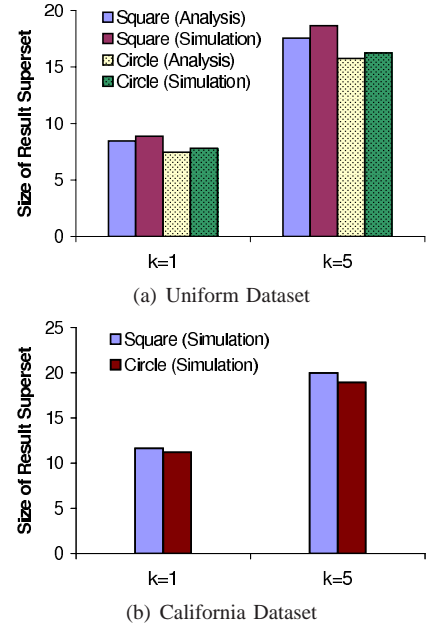 20
15
10
5
0
Size of Result Superset
Square (Analysis)
Square (Simulation)
Circle (Analysis)
Circle (Simulation)
k=1
k=5
(a) Uniform Dataset
25
20
15
10
5
0
Size of Result Superset
Square (Simulation)
Circle (Simulation)
k=1
k=5
(b) California Dataset